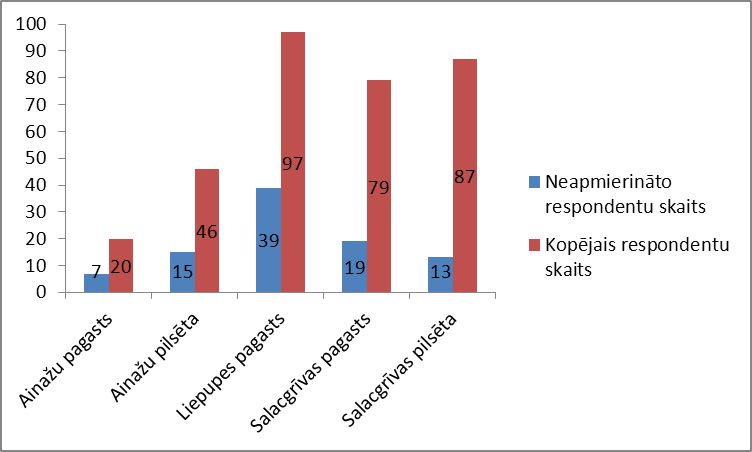 100
90
80
70
60
50
40
30
20
10
0
7
20
15
46
39
97
19
79
13
87
Ainažu pagasts
Ainažu pilsēta
Liepupes pagasts
Salacgrīvas pagasts
Salacgrīvas pilsēta
Neapmierināto
respondentu skaits
Kopējais respondentu
skaits